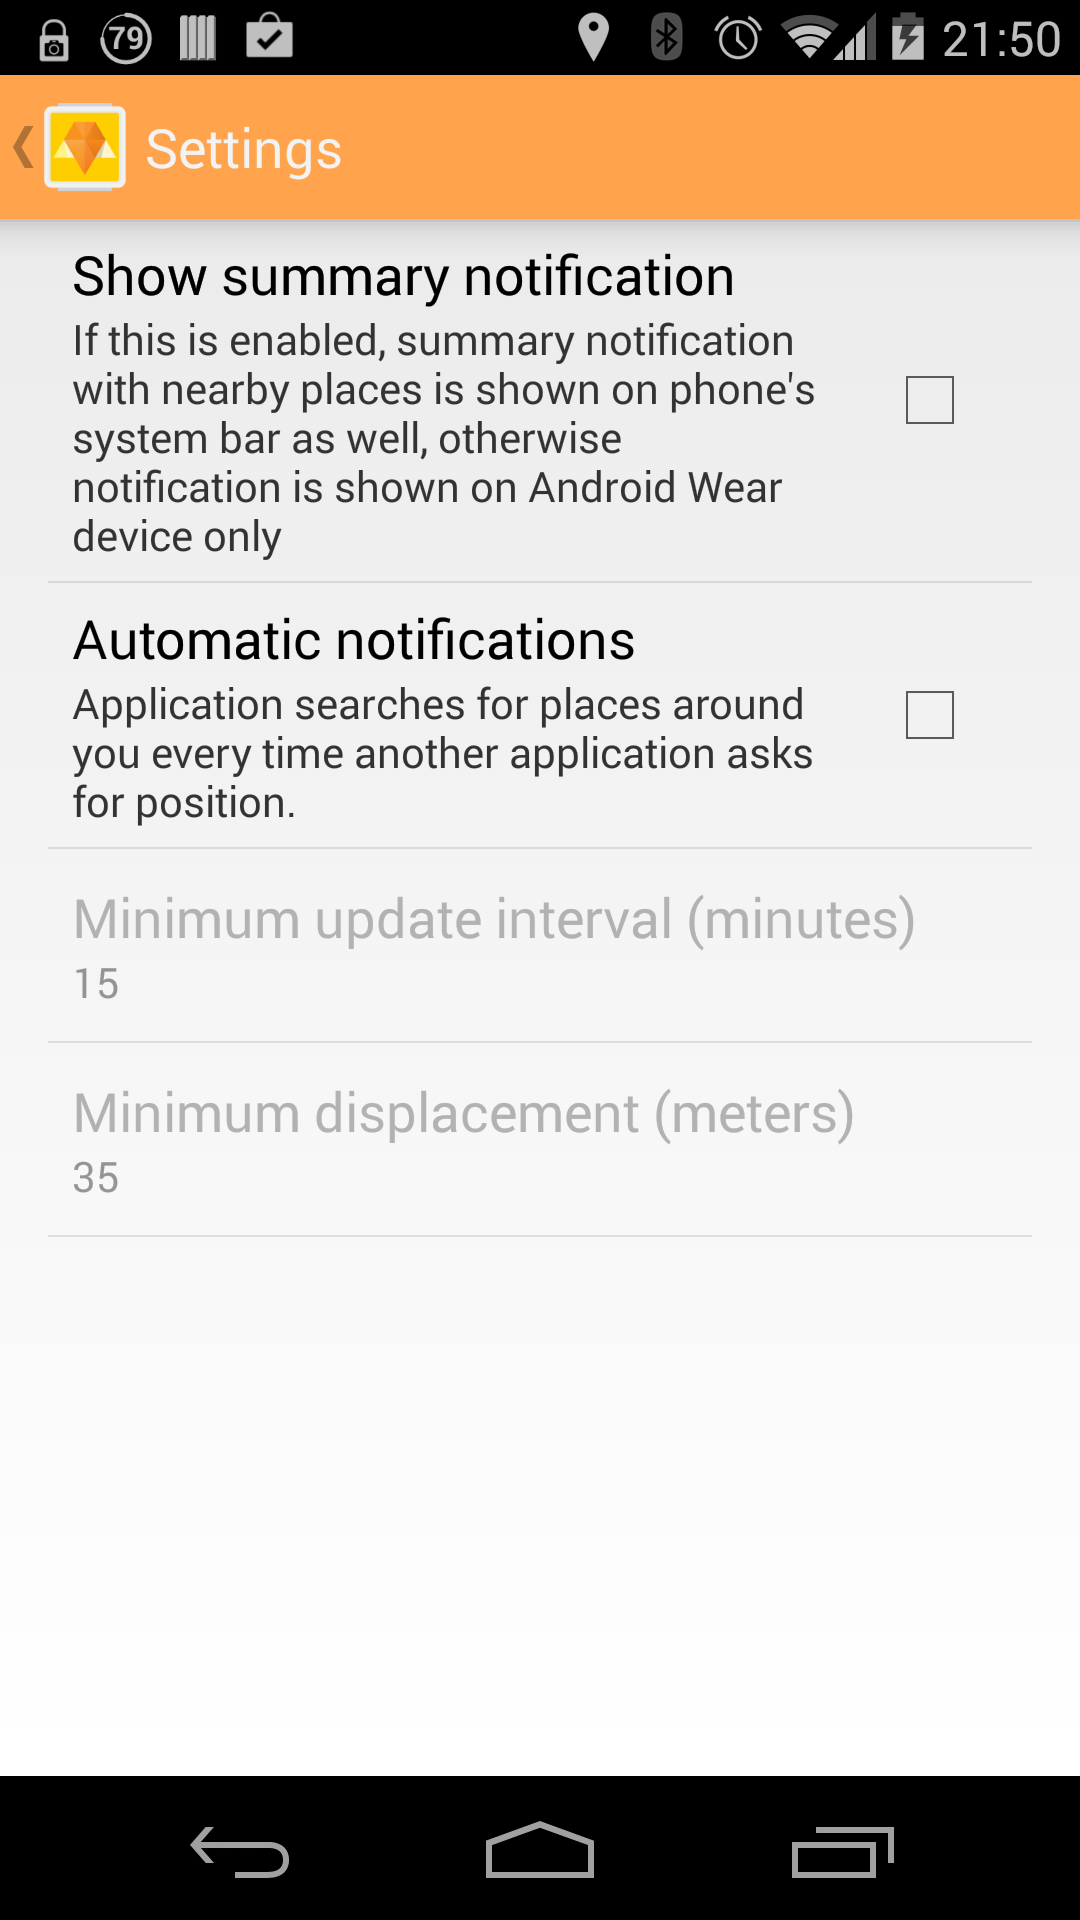 79
21:50
Settings
Show summary notification
If this is enabled, summary notification
with nearby places is shown on phone's
system bar as well, otherwise
notification is shown on Android Wear
device only
Automatic notifications
Application searches for places around
you every time another application asks
for position.
Minimum update interval (minutes)
15
Minimum displacement (meters)
35